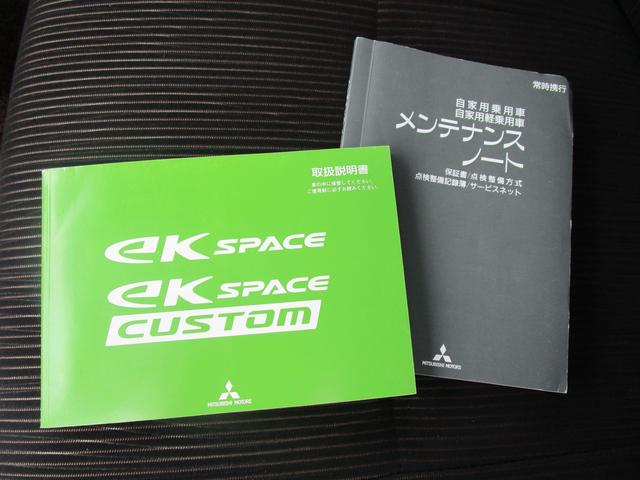 取扱説明書
車の中に保管してください。
ご使用前に必ずお読みください。
eK SPACE
eK SPACE
CUSTOM
MITSUBISHI MOTORS
常時携行
自家用乗用車
自家用軽乗用車
メンテナンス
ノート
保証書/点検整備方式
点検整備記録簿/サービスネット
MITSUBISHI MOTORS